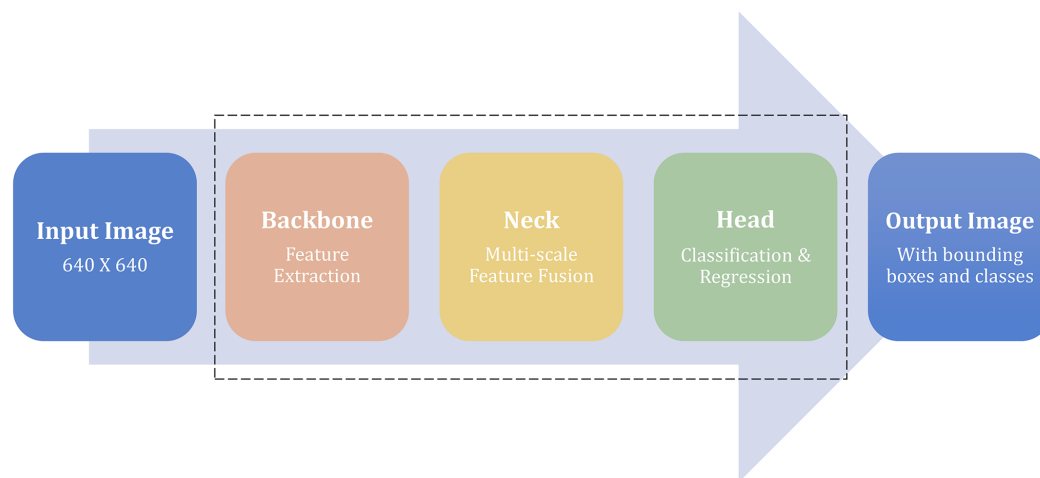 Input Image
640 X 640
Backbone
Feature
Extraction
Neck
Multi-scale
Feature Fusion
Head
Classification &
Regression
Output Image
With bounding
boxes and classes